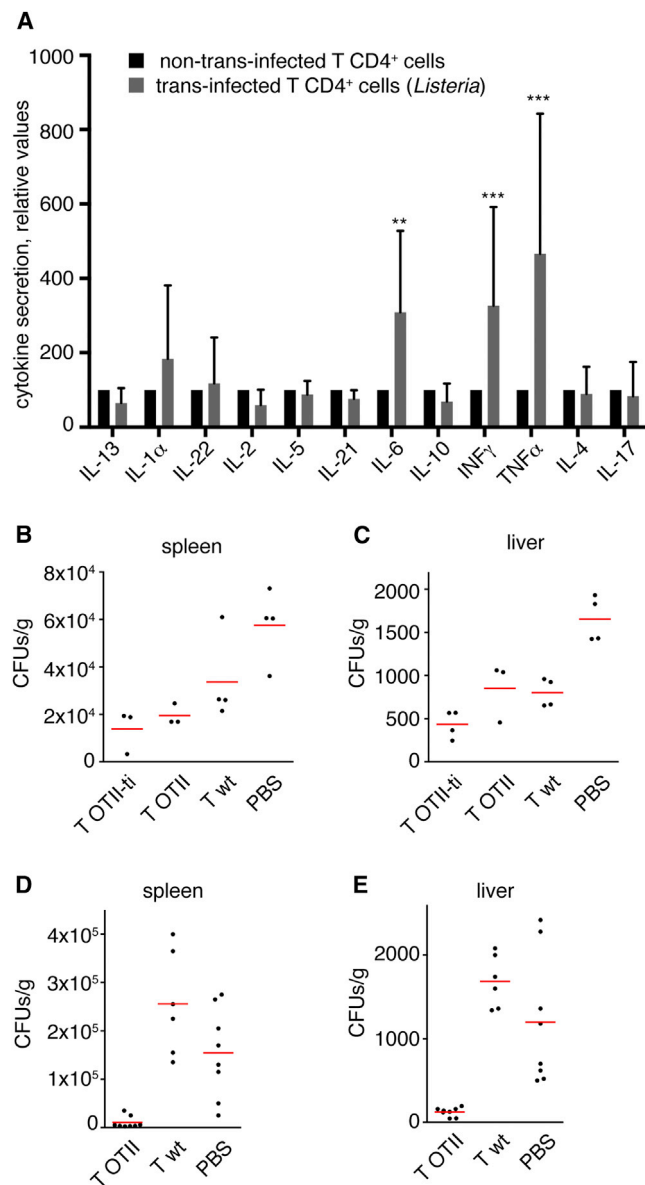 A
non-trans-infected T CD4⁺ cells
trans-infected T CD4⁺ cells (Listeria)
cytokine secretion, relative values
1000
800
600
400
200
0
**
***
***
IL-13
IL-1α
IL-22
IL-2
IL-5
IL-21
IL-6
IL-10
INFγ
TNFα
IL-4
IL-17
B
spleen
CFUs/g
8x10⁴
6x10⁴
4x10⁴
2x10⁴
0
T OTII-ti
T OTII
T wt
PBS
C
liver
CFUs/g
2000
1500
1000
500
0
T OTII-ti
T OTII
T wt
PBS
D
spleen
CFUs/g
4x10⁵
3x10⁵
2x10⁵
1x10⁵
0
T OTII
T wt
PBS
E
liver
CFUs/g
2000
1000
0
T OTII
T wt
PBS